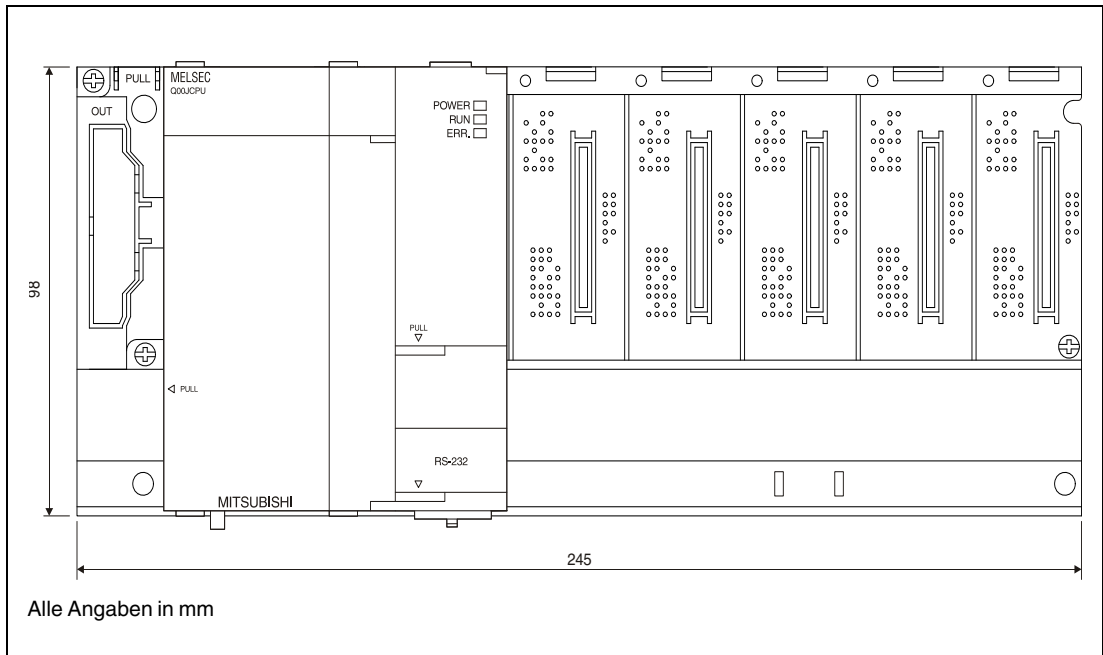 PULL
MELSEC
Q00JCPU
OUT
POWER
RUN
ERR.
98
PULL
PULL
RS-232
MITSUBISHI
245
Alle Angaben in mm